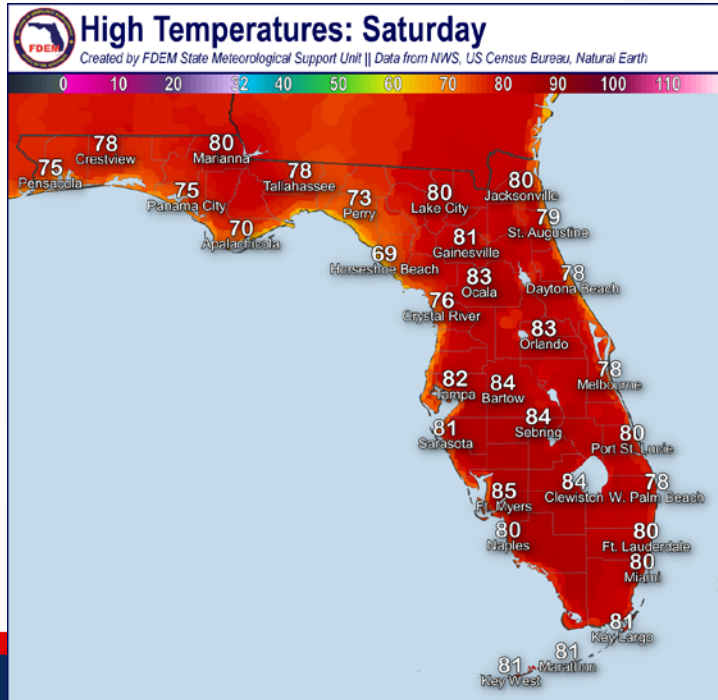 High Temperatures: Saturday
Created by FDEM State Meteorological Support Unit || Data from NWS, US Census Bureau, Natural Earth
FDEM
0 10 20 32 40 50 60 70 80 90 100 110
78
Crestview
80
Marianna
75
Pensacola
78
Tallahassee
75
Panama City
73
Perry
80
Lake City
80
Jacksonville
70
Apalachicola
79
St. Augustine
81
Gainesville
69
Horseshoe Beach
83
Ocala
78
Daytona Beach
76
Crystal River
83
Orlando
78
Melbourne
82
Tampa
84
Bartow
84
Sebring
81
Sarasota
80
Port St. Lucie
85
Ft. Myers
84
Clewiston
78
W. Palm Beach
80
Naples
80
Ft. Lauderdale
80
Miami
81
Key Largo
81
Marathon
81
Key West